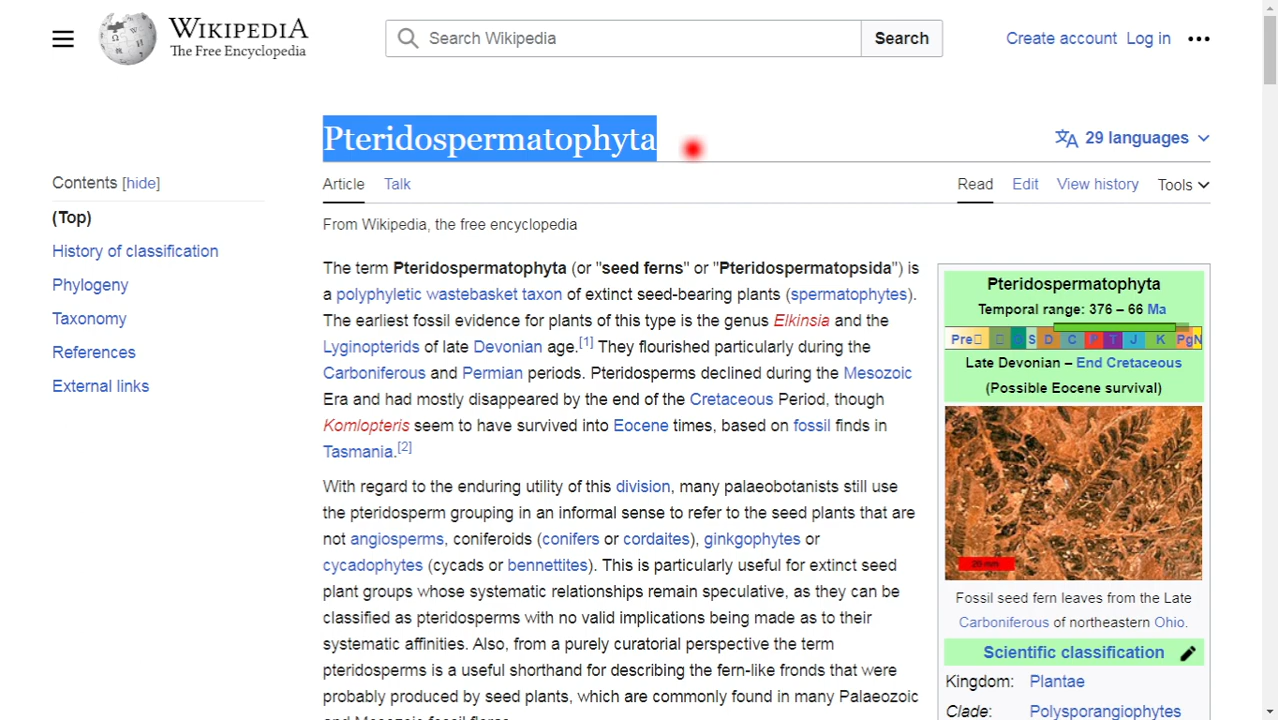 WIKIPEDIA
The Free Encyclopedia
Search Wikipedia
Search
Create account Log in
Pteridospermatophyta
29 languages
Contents [hide]
(Top)
History of classification
Phylogeny
Taxonomy
References
External links
Article Talk
Read Edit View history Tools
From Wikipedia, the free encyclopedia
The term Pteridospermatophyta (or "seed ferns" or "Pteridospermatopsida") is
a polyphyletic wastebasket taxon of extinct seed-bearing plants (spermatophytes).
The earliest fossil evidence for plants of this type is the genus Elkinsia and the
Lyginopterids of late Devonian age.[1] They flourished particularly during the
Carboniferous and Permian periods. Pteridosperms declined during the Mesozoic
Era and had mostly disappeared by the end of the Cretaceous Period, though
Komlopteris seem to have survived into Eocene times, based on fossil finds in
Tasmania.[2]
With regard to the enduring utility of this division, many palaeobotanists still use
the pteridosperm grouping in an informal sense to refer to the seed plants that are
not angiosperms, coniferoids (conifers or cordaites), ginkgophytes or
cycadophytes (cycads or bennettites). This is particularly useful for extinct seed
plant groups whose systematic relationships remain speculative, as they can be
classified as pteridosperms with no valid implications being made as to their
systematic affinities. Also, from a purely curatorial perspective the term
pteridosperms is a useful shorthand for describing the fern-like fronds that were
probably produced by seed plants, which are commonly found in many Palaeozoic
and Mesozoic fossil floras.
Pteridospermatophyta
Temporal range: 376 – 66 Ma
Pre S D C P T J K Pg N
Late Devonian – End Cretaceous
(Possible Eocene survival)
Fossil seed fern leaves from the Late
Carboniferous of northeastern Ohio.
Scientific classification
Kingdom: Plantae
Clade: Polysporangiophytes